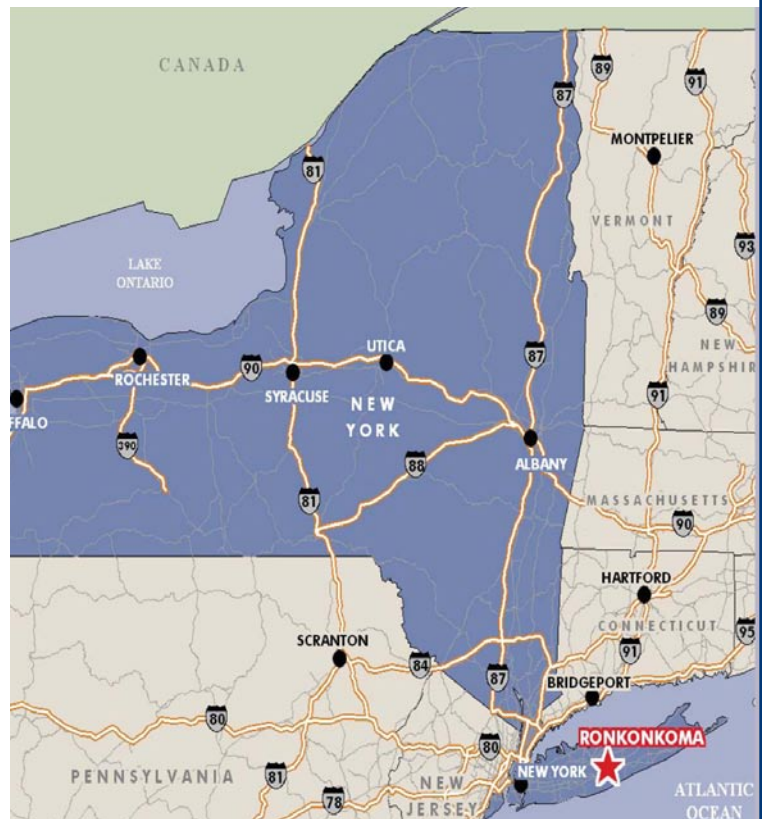 CANADA
89
91
87
MONTPELIER
81
VERMONT
93
LAKE
ONTARIO
89
NEW
HAMPSHIR
UTICA
87
90
ROCHESTER
SYRACUSE
91
NEW
YORK
FFALO
390
88
ALBANY
81
MASSACHUSETTS
90
HARTFORD
CONNECTICUT
95
SCRANTON
84
91
87
BRIDGEPORT
80
RONKONKOMA
80
PENNSYLVANIA
81
NEW
JERSEY
NEW YORK
78
ATLANTIC
OCEAN